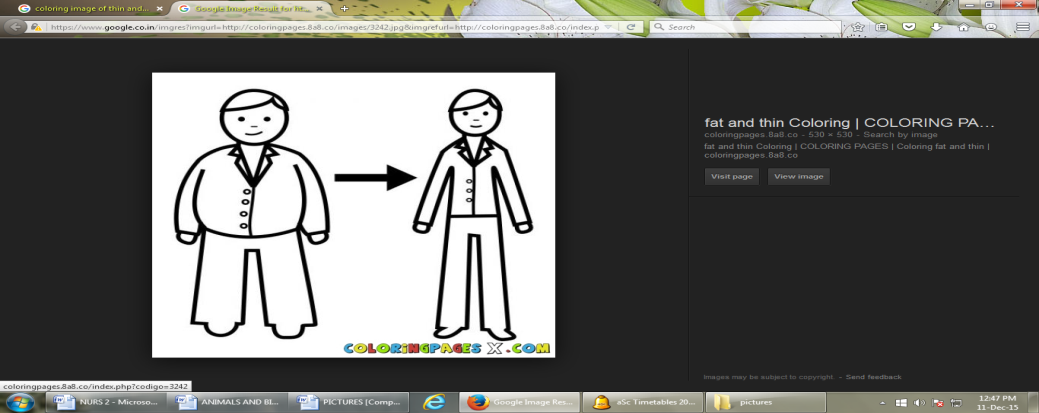 coloring image of thin and...
Google Image Result for ht...
https://www.google.co.in/imgres?imgurl=http://coloringpages.8a8.co/images/3242.jpg&imgrefurl=http://coloringpages.8a8.co/index.p
Search
fat and thin Coloring | COLORING PA...
coloringpages.8a8.co - 530 × 530 - Search by image
fat and thin Coloring | COLORING PAGES | Coloring fat and thin |
coloringpages.8a8.co
Visit page
View image
COLORINGPAGES X.COM
Images may be subject to copyright. - Send feedback
coloringpages.8a8.co/index.php?codigo=3242
NURS 2 - Microso...
ANIMALS AND BI...
PICTURES [Comp...
Google Image Res...
aSc Timetables 20...
pictures
12:47 PM
11-Dec-15